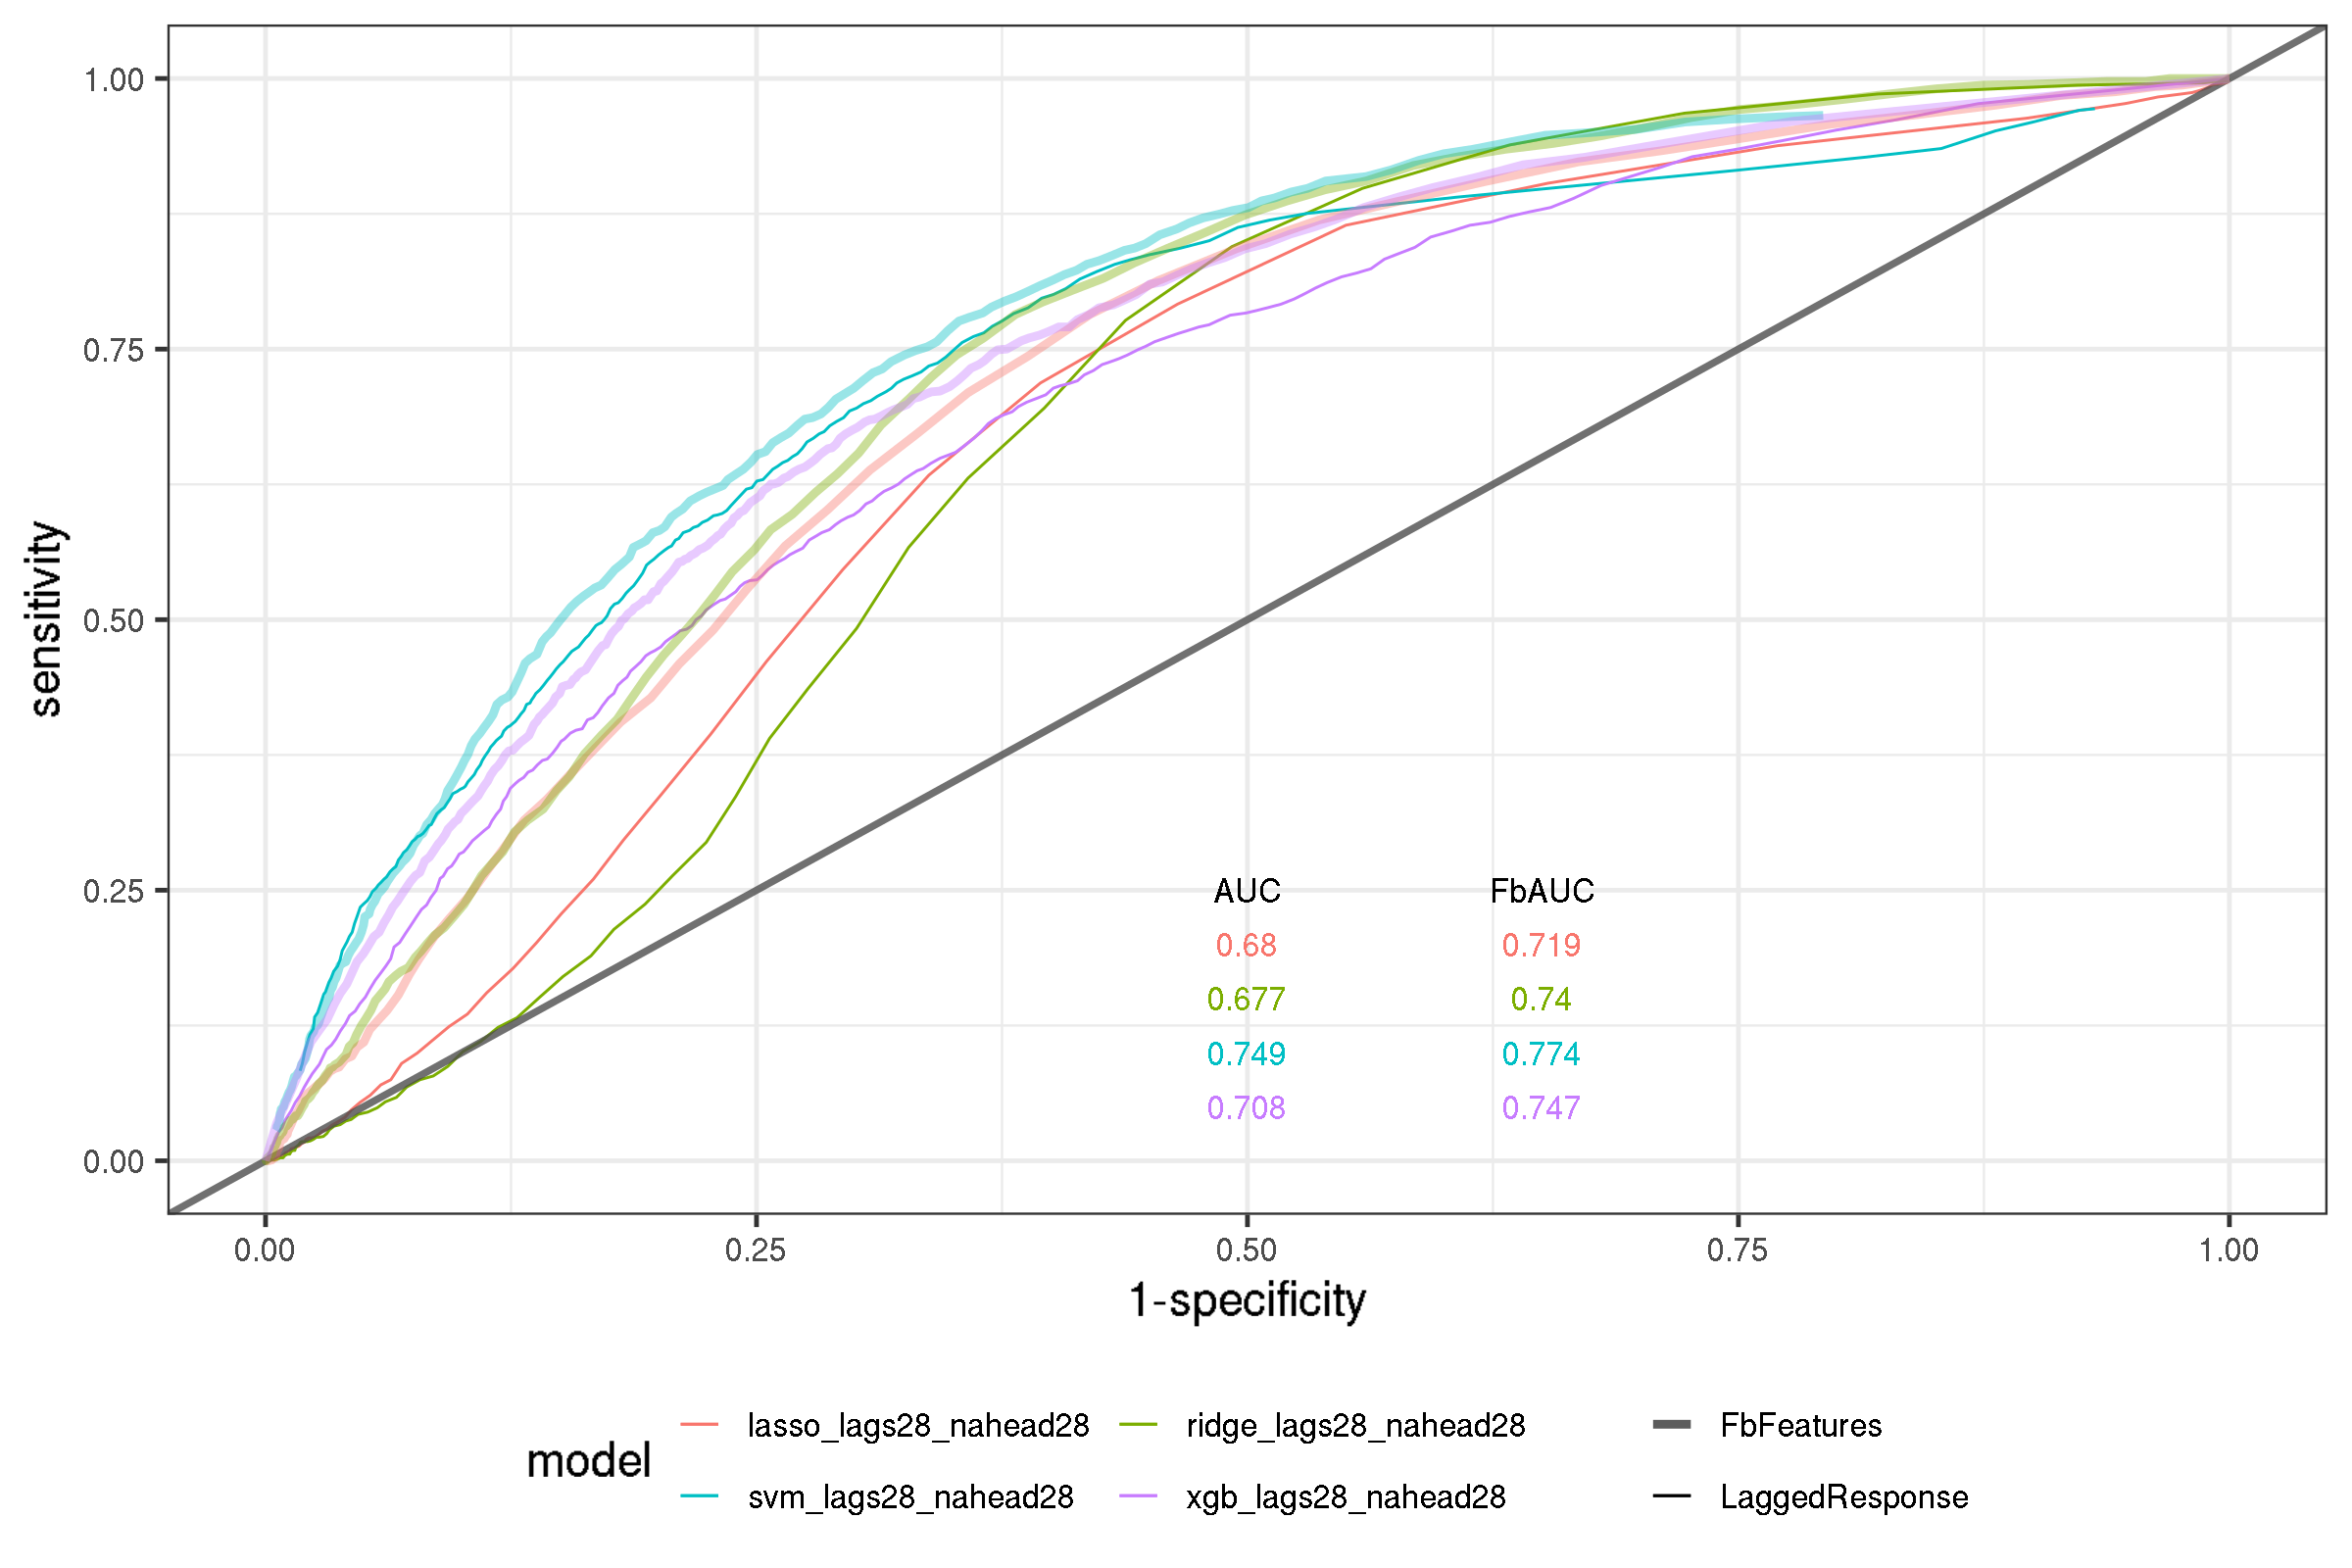 1.00
0.75
0.50
0.25
0.00
sensitivity
AUC FbAUC
0.68 0.719
0.677 0.74
0.749 0.774
0.708 0.747
0.00 0.25 0.50 0.75 1.00
1-specificity
model
lasso_lags28_nahead28 ridge_lags28_nahead28 FbFeatures
svm_lags28_nahead28 xgb_lags28_nahead28 LaggedResponse